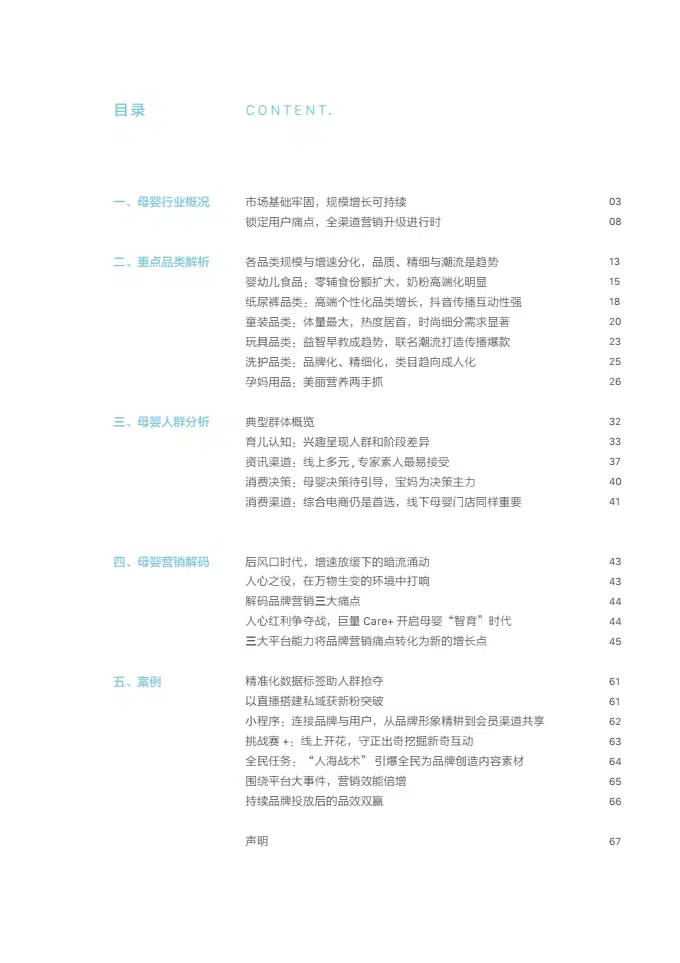 目录 CONTENT.
一、母婴行业概况 市场基础牢固，规模增长可持续 03
锁定用户痛点，全渠道营销升级进行时 08
二、重点品类解析 各品类规模与增速分化，品质、精细与潮流是趋势 13
婴幼儿食品：零辅食份额扩大，奶粉高端化明显 15
纸尿裤品类：高端个性化品类增长，抖音传播互动性强 18
童装品类：体量最大，热度居首，时尚细分需求显著 20
玩具品类：益智早教成趋势，联名潮流打造传播爆款 23
洗护品类：品牌化、精细化，类目趋向成人化 25
孕妈用品：美丽营养两手抓 26
三、母婴人群分析 典型群体概览 32
育儿认知：兴趣呈现人群和阶段差异 33
资讯渠道：线上多元,专家素人最易接受 37
消费决策：母婴决策待引导，宝妈为决策主力 40
消费渠道：综合电商仍是首选，线下母婴门店同样重要 41
四、母婴营销解码 后风口时代，增速放缓下的暗流涌动 43
人心之役，在万物生变的环境中打响 43
解码品牌营销三大痛点 44
人心红利争夺战，巨量 Care+ 开启母婴“智育”时代 44
三大平台能力将品牌营销痛点转化为新的增长点 45
五、案例 精准化数据标签助人群抢夺 61
以直播搭建私域获新粉突破 61
小程序：连接品牌与用户，从品牌形象精耕到会员渠道共享 62
挑战赛 +：线上开花，守正出奇挖掘新奇互动 63
全民任务：“人海战术” 引爆全民为品牌创造内容素材 64
围绕平台大事件，营销效能倍增 65
持续品牌投放后的品效双赢 66
声明 67